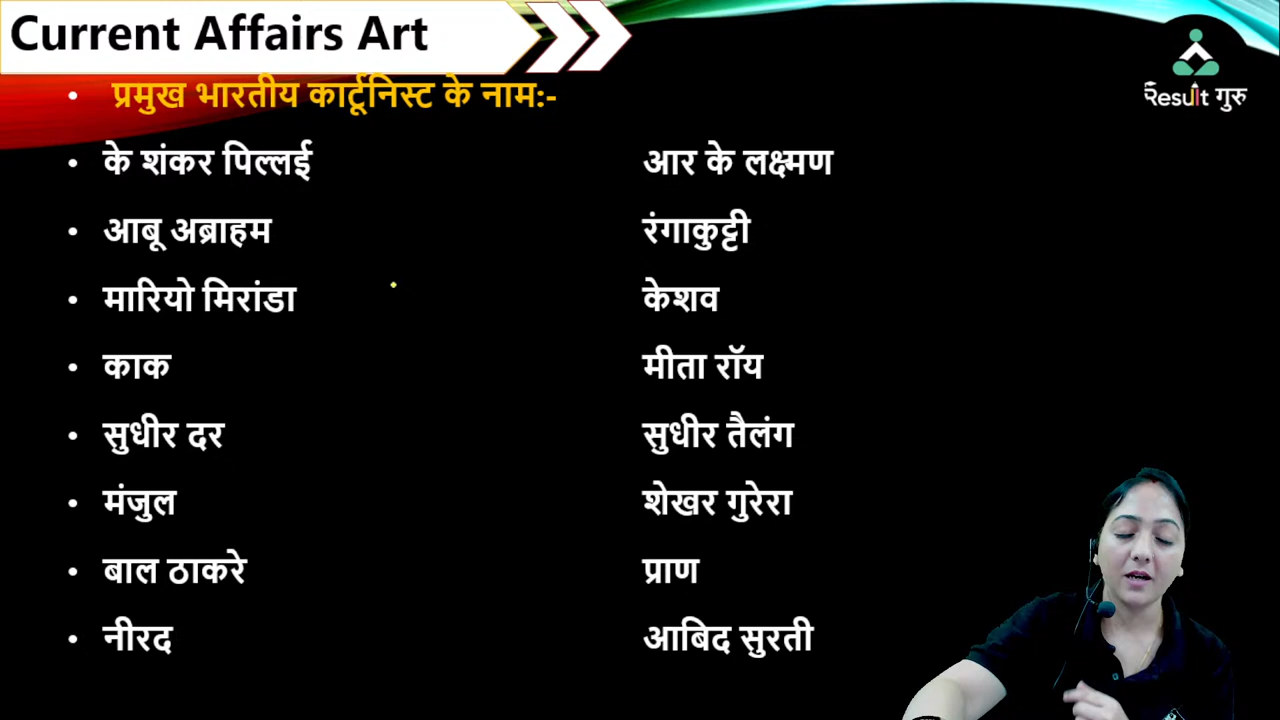 Current Affairs Art
Result गुरु
प्रमुख भारतीय कार्टूनिस्ट के नाम:-
के शंकर पिल्लई आर के लक्ष्मण
आबू अब्राहम रंगाकुट्टी
मारियो मिरांडा केशव
काक मीता रॉय
सुधीर दर सुधीर तैलंग
मंजुल शेखर गुरेरा
बाल ठाकरे प्राण
नीरद आबिद सुरती